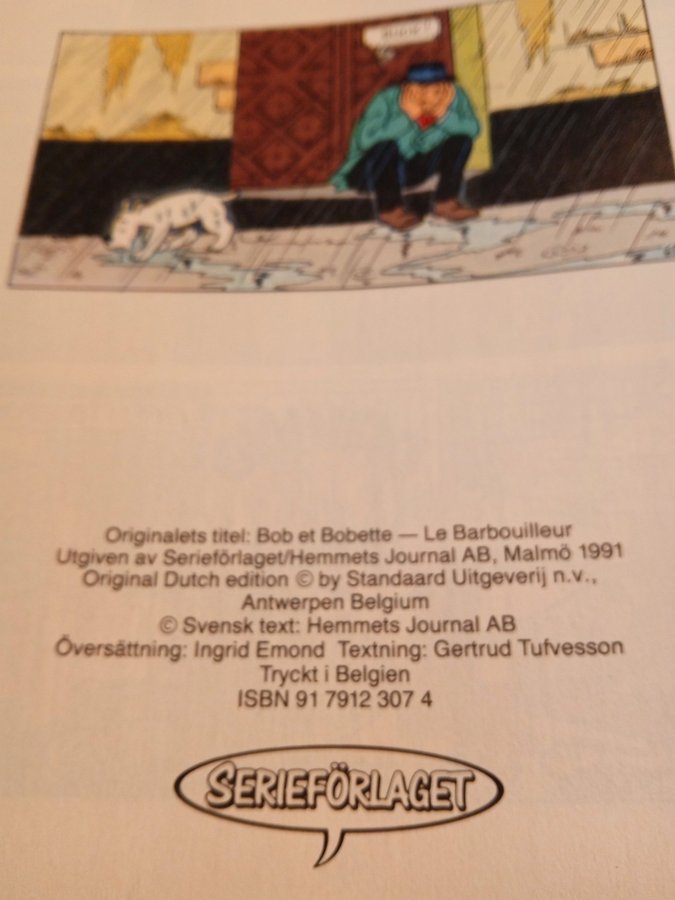 Originalets titel: Bob et Bobette — Le Barbouilleur
Utgiven av Serieförlaget/Hemmets Journal AB, Malmö 1991
Original Dutch edition © by Standaard Uitgeverij n.v.,
Antwerpen Belgium
© Svensk text: Hemmets Journal AB
Översättning: Ingrid Emond Textning: Gertrud Tufvesson
Tryckt i Belgien
ISBN 91 7912 307 4
SERIEFÖRLAGET